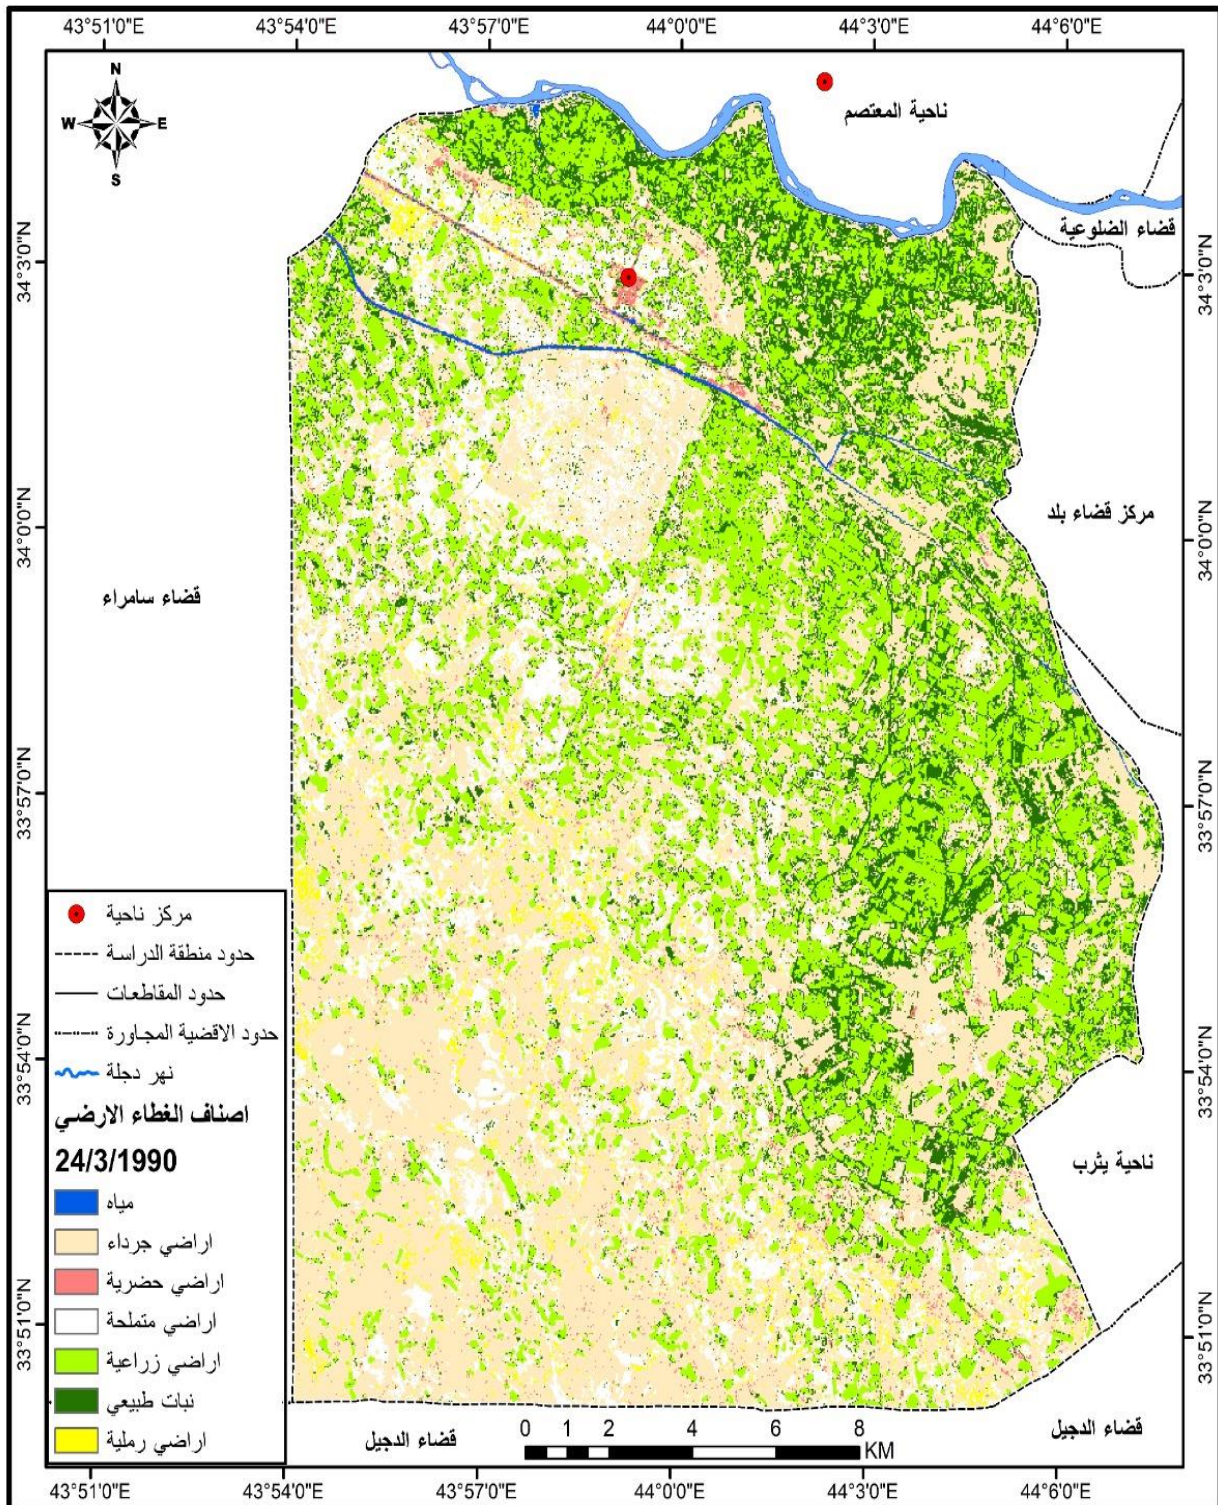 43°51'0"E 43°54'0"E 43°57'0"E 44°0'0"E 44°3'0"E 44°6'0"E
N
W E
S
ناحية المعتصم
قضاء الضلوعية
34°3'0"N
34°3'0"N
مركز قضاء بلد
34°0'0"N
34°0'0"N
قضاء سامراء
33°57'0"N
33°57'0"N
مركز ناحية
حدود منطقة الدراسة
حدود المقاطعات
حدود الاقضية المجاورة
نهر دجلة
اصناف الغطاء الارضي
24/3/1990
مياه
اراضي جرداء
اراضي حضرية
اراضي متملحة
اراضي زراعية
نبات طبيعي
اراضي رملية
33°54'0"N
33°54'0"N
ناحية يثرب
33°51'0"N
33°51'0"N
قضاء الدجيل
قضاء الدجيل
0 1 2 4 6 8
KM
43°51'0"E 43°54'0"E 43°57'0"E 44°0'0"E 44°3'0"E 44°6'0"E